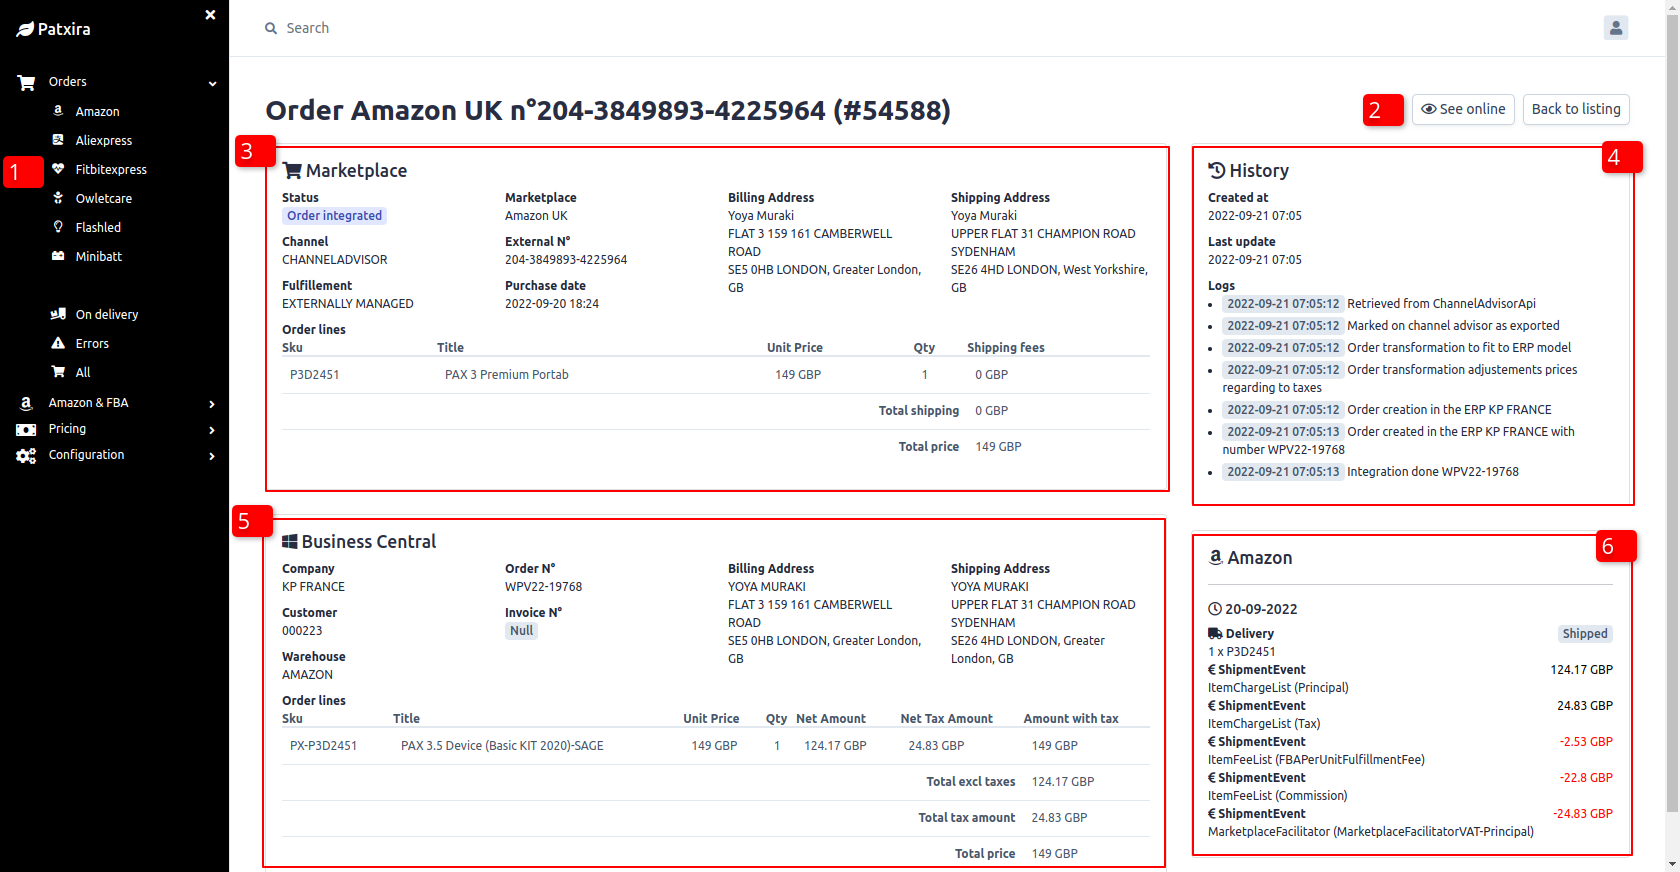 Patxira
Orders
Amazon
Aliexpress
1
Fitbitexpress
Owletcare
Flashled
Minibatt
On delivery
Errors
All
Amazon & FBA
Pricing
Configuration
Search
Order Amazon UK n°204-3849893-4225964 (#54588)
2
See online
Back to listing
3
Marketplace
Status
Order integrated
Channel
CHANNELADVISOR
Fulfillment
EXTERNALLY MANAGED
Marketplace
Amazon UK
External N°
204-3849893-4225964
Purchase date
2022-09-20 18:24
Billing Address
Yoya Muraki
FLAT 3 159 161 CAMBERWELL
ROAD
SE5 0HB LONDON, Greater London,
GB
Shipping Address
Yoya Muraki
UPPER FLAT 31 CHAMPION ROAD
SYDENHAM
SE26 4HD LONDON, West Yorkshire,
GB
Order lines
Sku Title Unit Price Qty Shipping fees
P3D2451 PAX 3 Premium Portab 149 GBP 1 0 GBP
Total shipping 0 GBP
Total price 149 GBP
4
History
Created at
2022-09-21 07:05
Last update
2022-09-21 07:05
Logs
2022-09-21 07:05:12 Retrieved from ChannelAdvisorApi
2022-09-21 07:05:12 Marked on channel advisor as exported
2022-09-21 07:05:12 Order transformation to fit to ERP model
2022-09-21 07:05:12 Order transformation adjustements prices
regarding to taxes
2022-09-21 07:05:12 Order creation in the ERP KP FRANCE
2022-09-21 07:05:13 Order created in the ERP KP FRANCE with
number WPV22-19768
2022-09-21 07:05:13 Integration done WPV22-19768
5
Business Central
Company
KP FRANCE
Customer
000223
Warehouse
AMAZON
Order N°
WPV22-19768
Invoice N°
Null
Billing Address
YOYA MURAKI
FLAT 3 159 161 CAMBERWELL
ROAD
SE5 0HB LONDON, Greater London,
GB
Shipping Address
YOYA MURAKI
UPPER FLAT 31 CHAMPION ROAD
SYDENHAM
SE26 4HD LONDON, Greater
London, GB
Order lines
Sku Title Unit Price Qty Net Amount Net Tax Amount Amount with tax
PX-P3D2451 PAX 3.5 Device (Basic KIT 2020)-SAGE 149 GBP 1 124.17 GBP 24.83 GBP 149 GBP
Total excl taxes 124.17 GBP
Total tax amount 24.83 GBP
Total price 149 GBP
6
Amazon
20-09-2022
Delivery Shipped
1 x P3D2451
€ ShipmentEvent 124.17 GBP
ItemChargeList (Principal)
€ ShipmentEvent 24.83 GBP
ItemChargeList (Tax)
€ ShipmentEvent -2.53 GBP
ItemFeeList (FBAPerUnitFulfillmentFee)
€ ShipmentEvent -22.8 GBP
ItemFeeList (Commission)
€ ShipmentEvent -24.83 GBP
MarketplaceFacilitator (MarketplaceFacilitatorVAT-Principal)